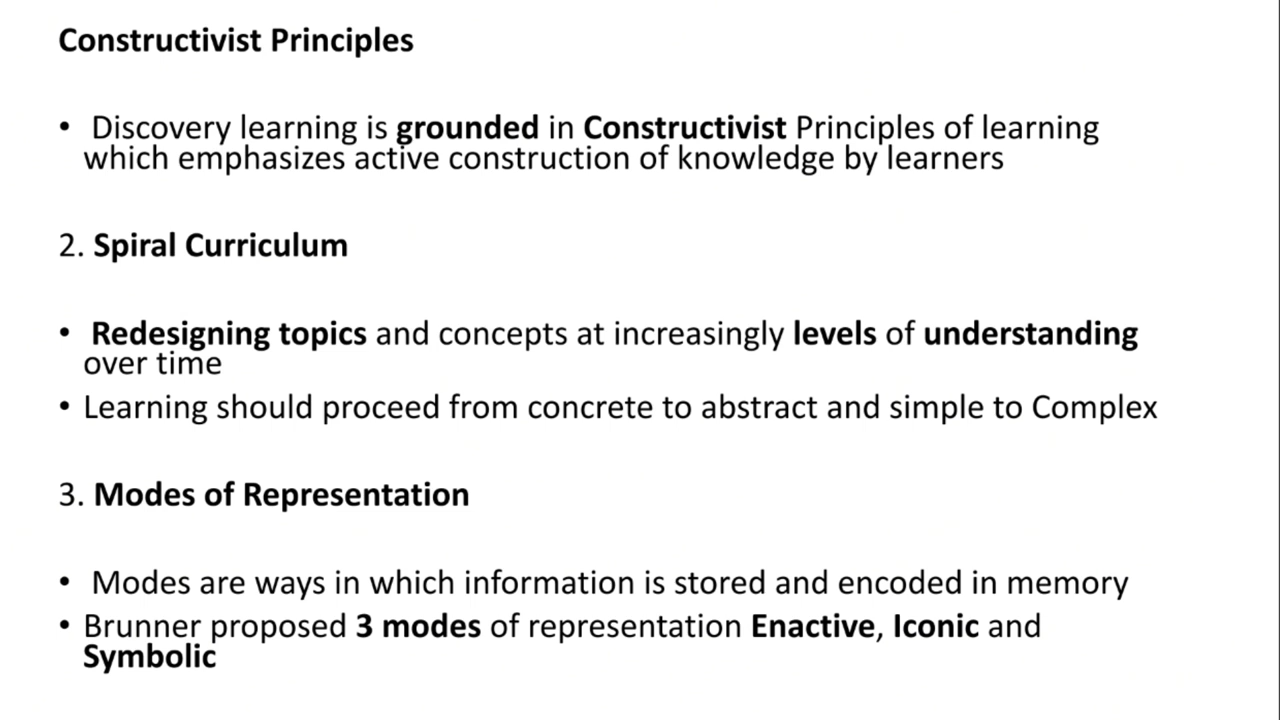 Constructivist Principles
• Discovery learning is grounded in Constructivist Principles of learning
which emphasizes active construction of knowledge by learners
2. Spiral Curriculum
• Redesigning topics and concepts at increasingly levels of understanding
over time
• Learning should proceed from concrete to abstract and simple to Complex
3. Modes of Representation
• Modes are ways in which information is stored and encoded in memory
• Brunner proposed 3 modes of representation Enactive, Iconic and
Symbolic